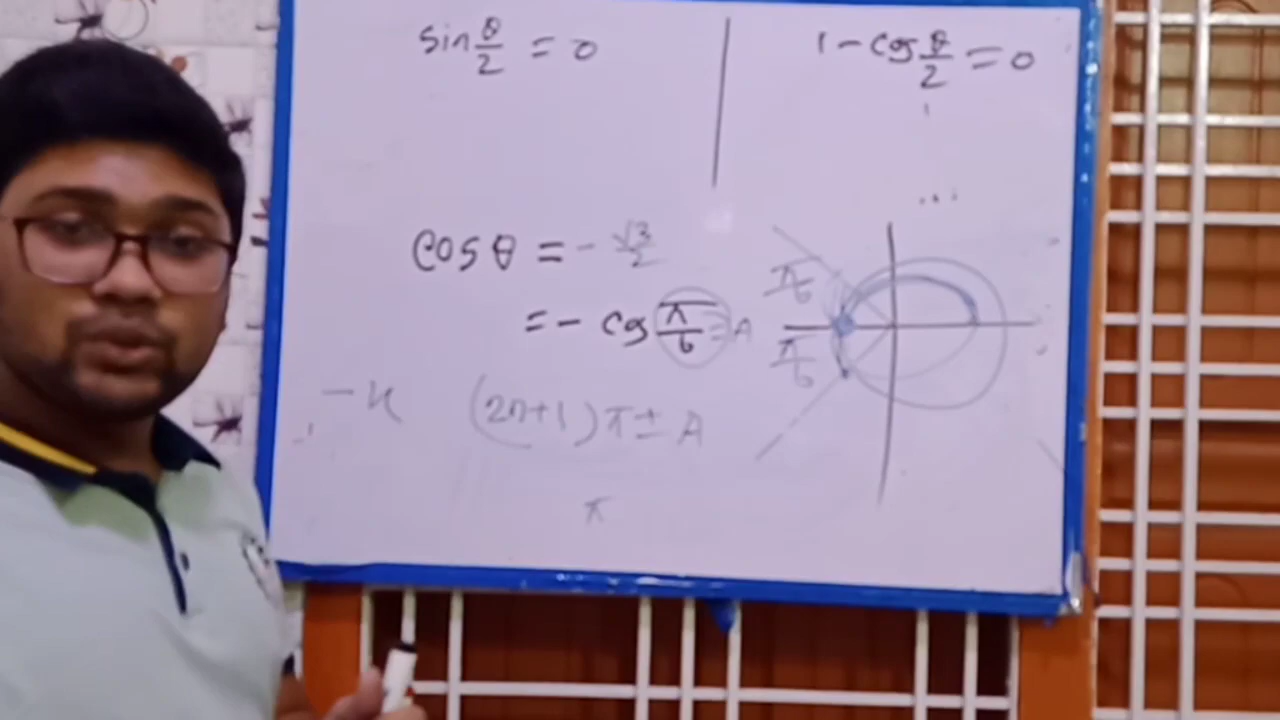 sin θ/2 = 0
1 - cos θ/2 = 0
...
cos θ = - √3/2
= - cos π/6 = A
π/6
π/6
(2n+1)π ± A
π